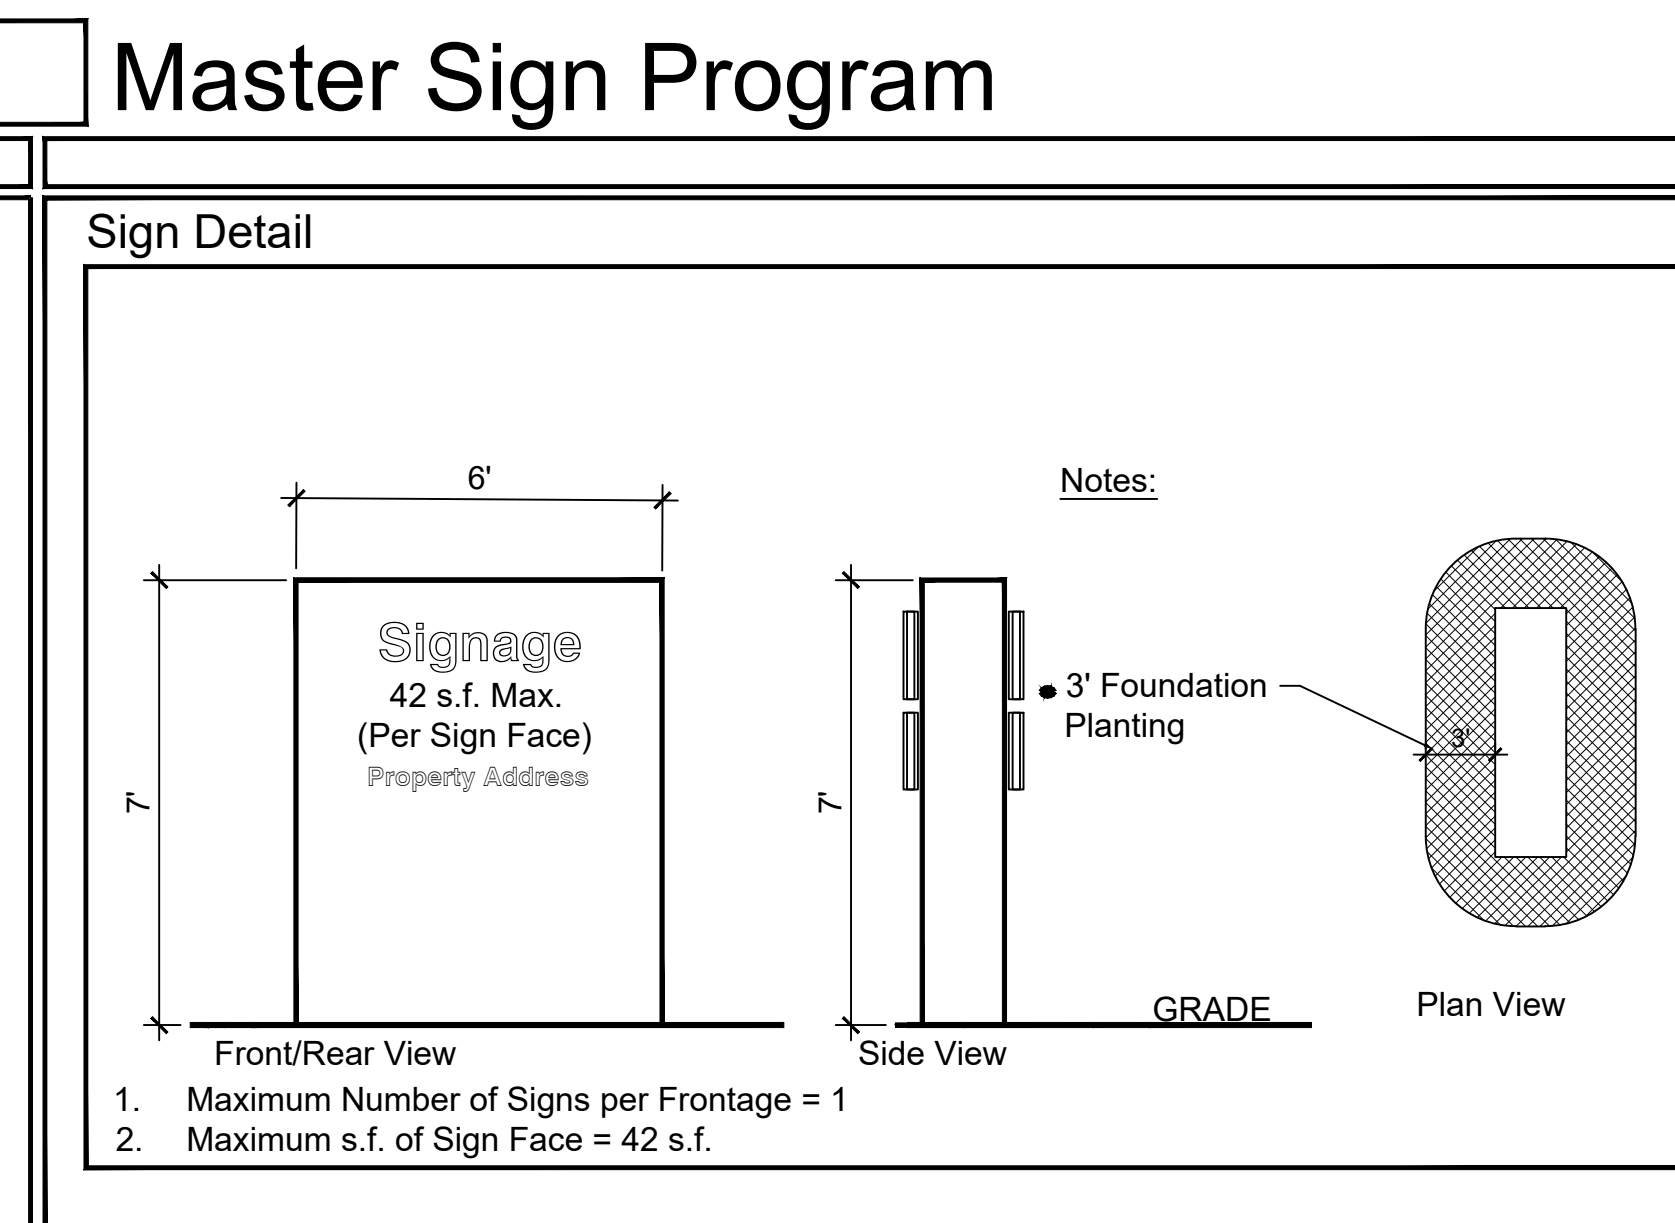 Master Sign Program
Sign Detail
6'
7'
Signage
42 s.f. Max.
(Per Sign Face)
Property Address
Front/Rear View
7'
Side View
GRADE
Notes:
3' Foundation
Planting
3'
Plan View
1. Maximum Number of Signs per Frontage = 1
2. Maximum s.f. of Sign Face = 42 s.f.